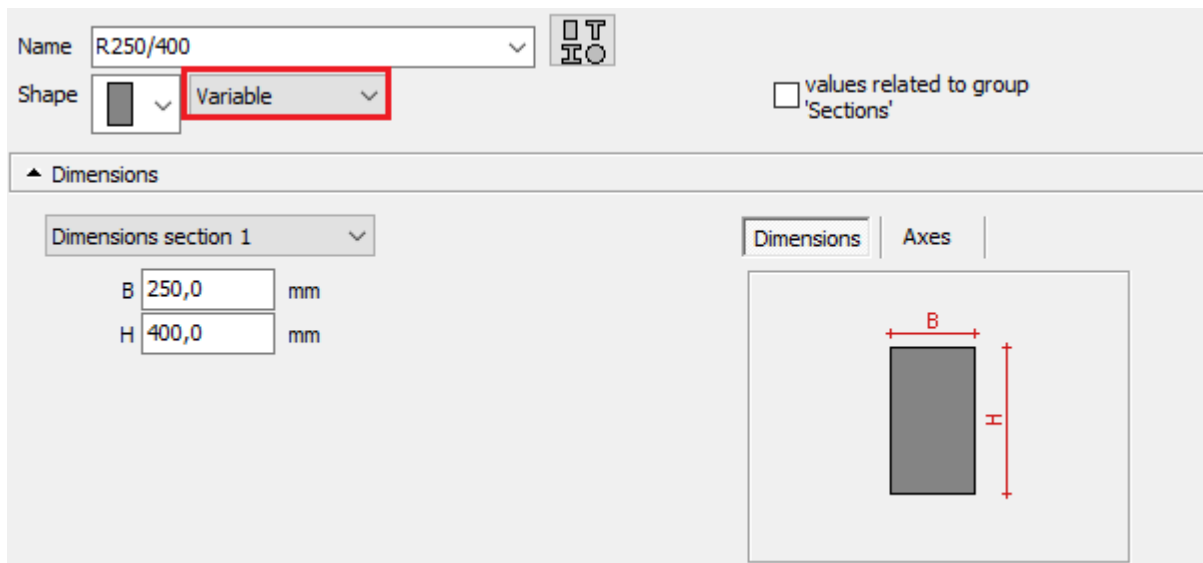 Name R250/400
Shape Variable
values related to group
'Sections'
Dimensions
Dimensions section 1
Dimensions Axes
B 250,0 mm
H 400,0 mm
B
H